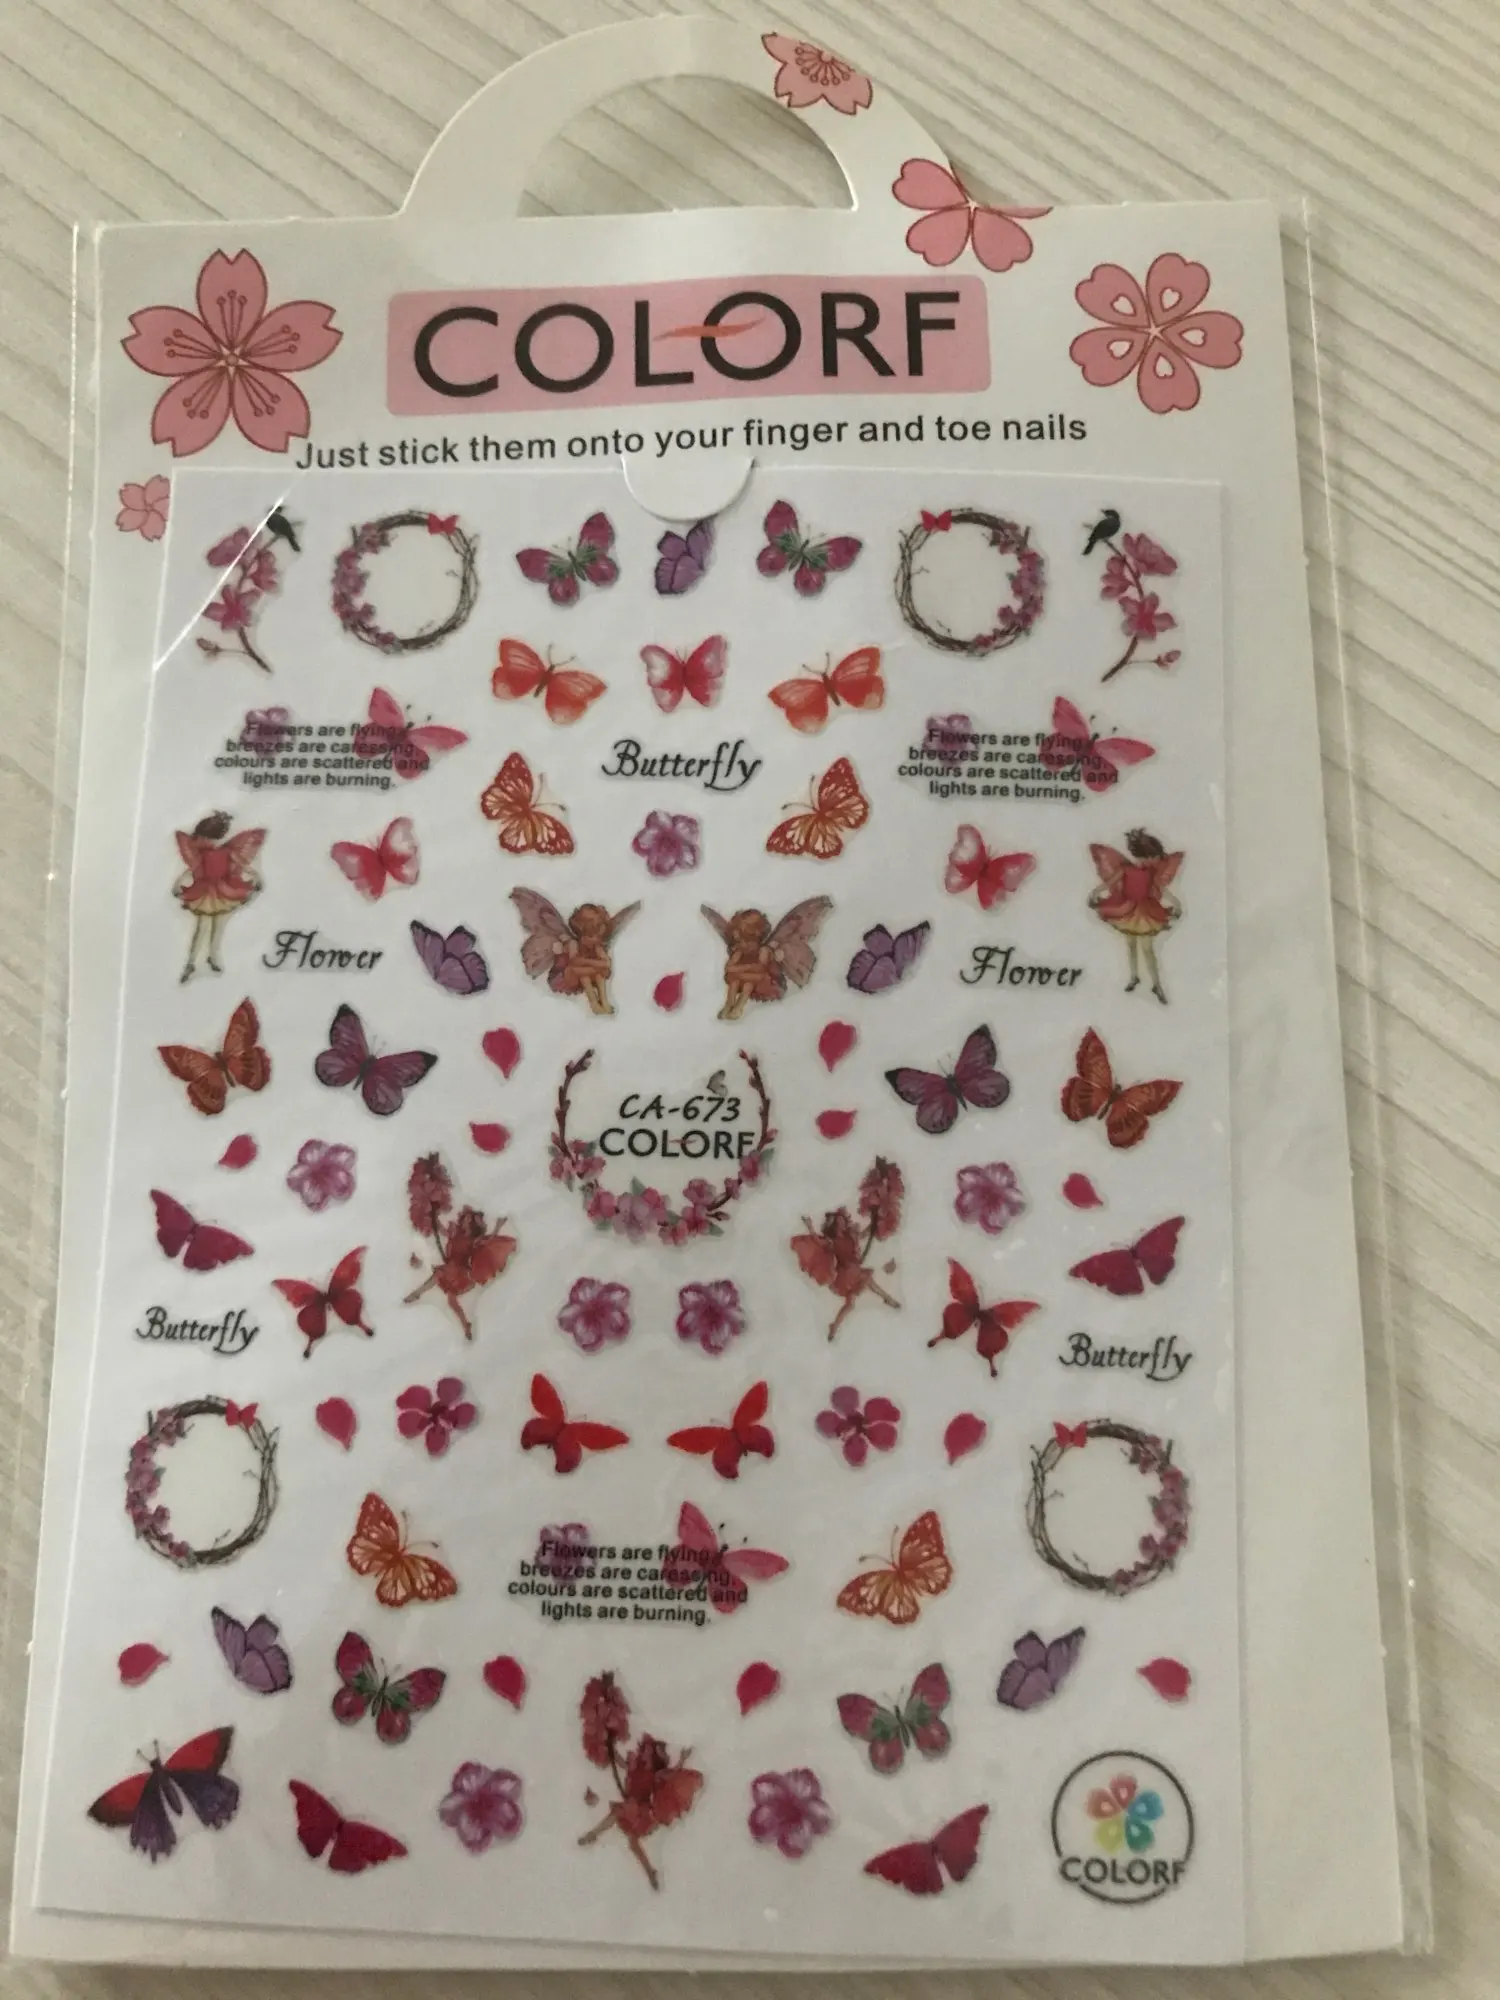 COLORF
Just stick them onto your finger and toe nails
Flowers are flying,
breezes are caressing,
colours are scattered and
lights are burning.
Butterfly
Flowers are flying,
breezes are caressing,
colours are scattered and
lights are burning.
Flower
Flower
CA-673
COLORF
Butterfly
Butterfly
Flowers are flying,
breezes are caressing,
colours are scattered and
lights are burning.
COLORF